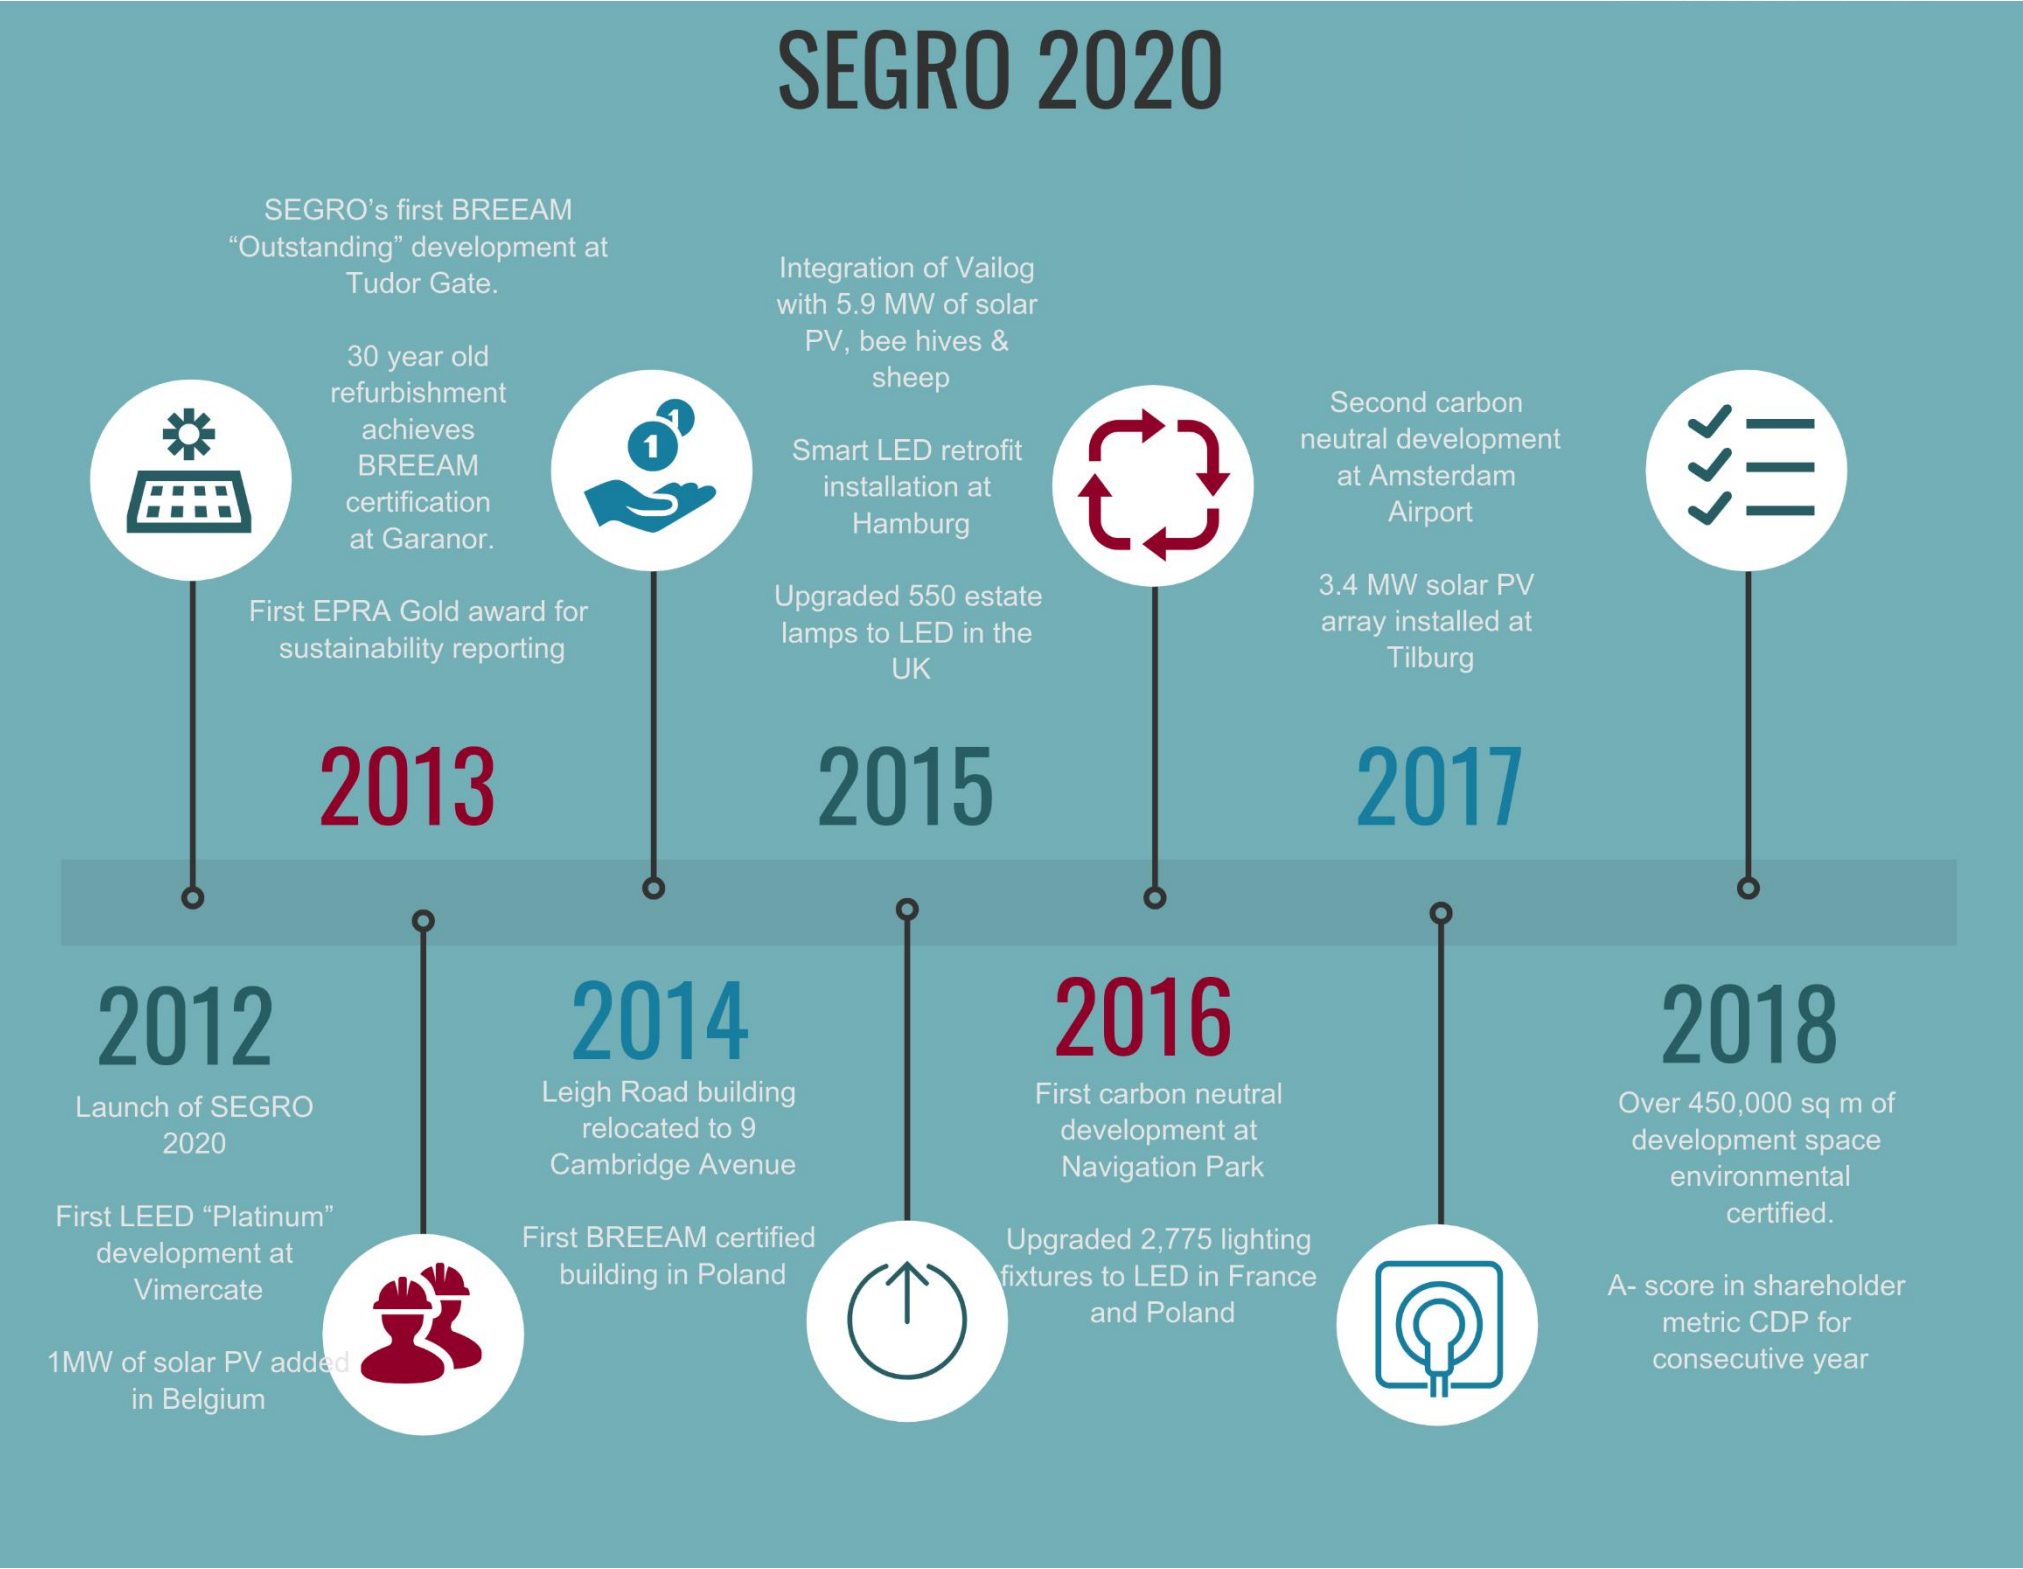 SEGRO 2020
SEGRO's first BREEAM
“Outstanding” development at
Tudor Gate.
30 year old
refurbishment
achieves
BREEAM
certification
at Garanor.
First EPRA Gold award for
sustainability reporting
2013
1
1
Integration of Vailog
with 5.9 MW of solar
PV, bee hives &
sheep
Smart LED retrofit
installation at
Hamburg
Upgraded 550 estate
lamps to LED in the
UK
2015
Second carbon
neutral development
at Amsterdam
Airport
3.4 MW solar PV
array installed at
Tilburg
2017
2012
Launch of SEGRO
2020
First LEED “Platinum”
development at
Vimercate
1MW of solar PV added
in Belgium
2014
Leigh Road building
relocated to 9
Cambridge Avenue
First BREEAM certified
building in Poland
2016
First carbon neutral
development at
Navigation Park
Upgraded 2,775 lighting
fixtures to LED in France
and Poland
2018
Over 450,000 sq m of
development space
environmental
certified.
A- score in shareholder
metric CDP for
consecutive year